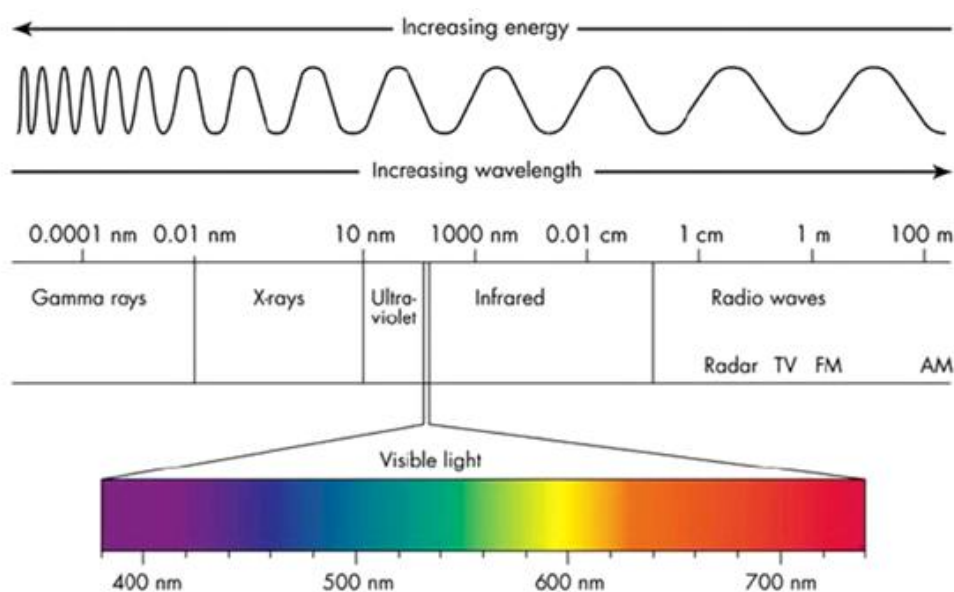 Increasing energy
Increasing wavelength
0.0001 nm 0.01 nm 10 nm 1000 nm 0.01 cm 1 cm 1 m 100 m
Gamma rays X-rays Ultra-
violet Infrared Radio waves
Radar TV FM AM
Visible light
400 nm 500 nm 600 nm 700 nm